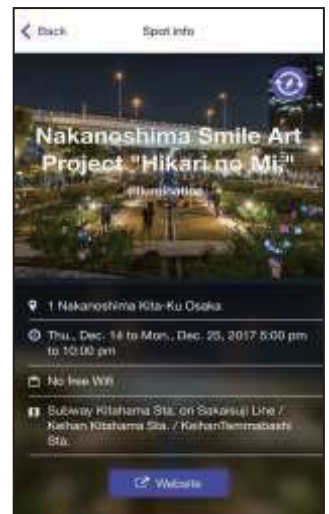 Back
Spot info
Nakanoshima Smile Art
Project "Hikari no Mi,"
#Illumination
1 Nakanoshima Kita-Ku Osaka
Thu., Dec. 14 to Mon., Dec. 25, 2017 5:00 pm
to 10:00 pm
No free Wifi
Subway Kitahama Sta. on Sakaisuji Line /
Keihan Kitahama Sta. / KeihanTemmabashi
Sta.
Website